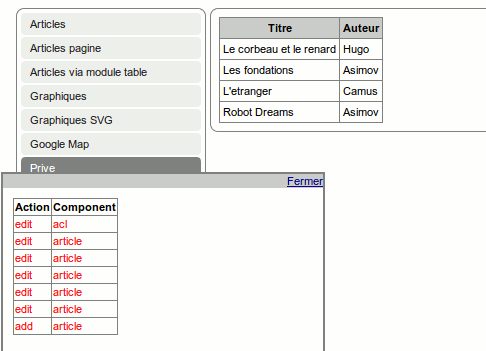 Articles
Articles pagine
Articles via module table
Graphiques
Graphiques SVG
Google Map
Prive
Titre Auteur
Le corbeau et le renard Hugo
Les fondations Asimov
L'etranger Camus
Robot Dreams Asimov
Fermer
Action Component
edit acl
edit article
edit article
edit article
edit article
edit article
add article